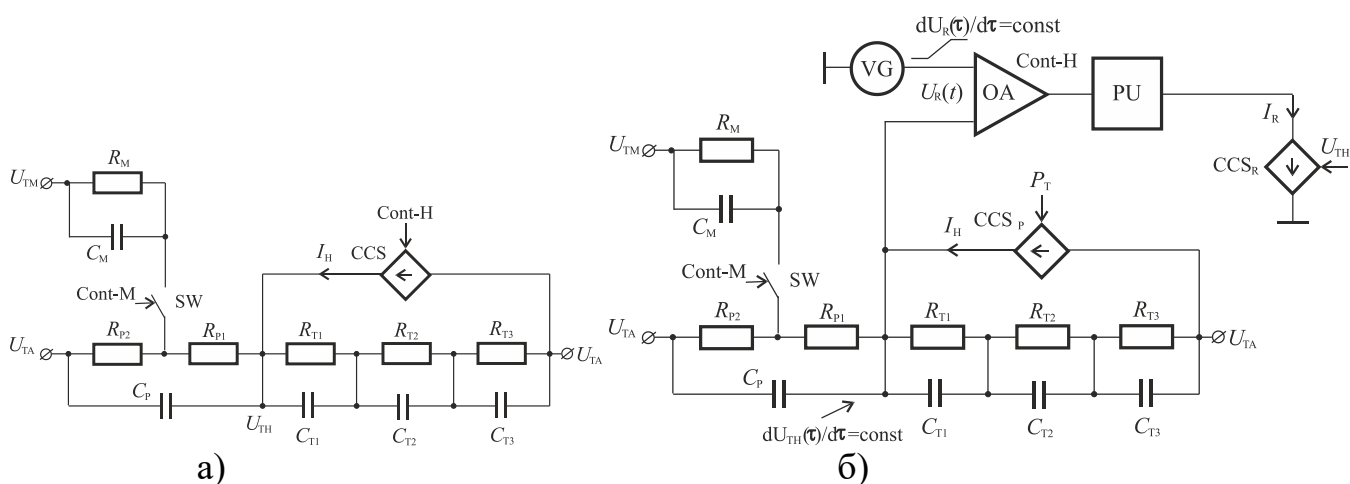 dU_R(τ)/dτ=const
VG
Cont-H
U_R(t)
OA
PU
I_R
U_TH
CCS_R
R_M
U_TM
C_M
Cont-H
I_H
CCS
Cont-M
SW
R_P2
R_P1
R_T1
R_T2
R_T3
U_TA
U_TA
C_P
U_TH
C_T1
C_T2
C_T3
а)
R_M
U_TM
C_M
P_T
I_H
CCS_P
Cont-M
SW
R_P2
R_P1
R_T1
R_T2
R_T3
U_TA
U_TA
C_P
dU_TH(τ)/dτ=const
C_T1
C_T2
C_T3
б)